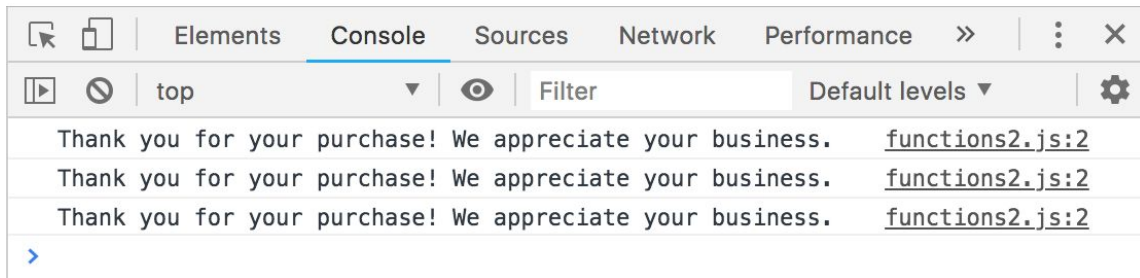 Elements Console Sources Network Performance »
top Filter Default levels
Thank you for your purchase! We appreciate your business. functions2.js:2
Thank you for your purchase! We appreciate your business. functions2.js:2
Thank you for your purchase! We appreciate your business. functions2.js:2
>